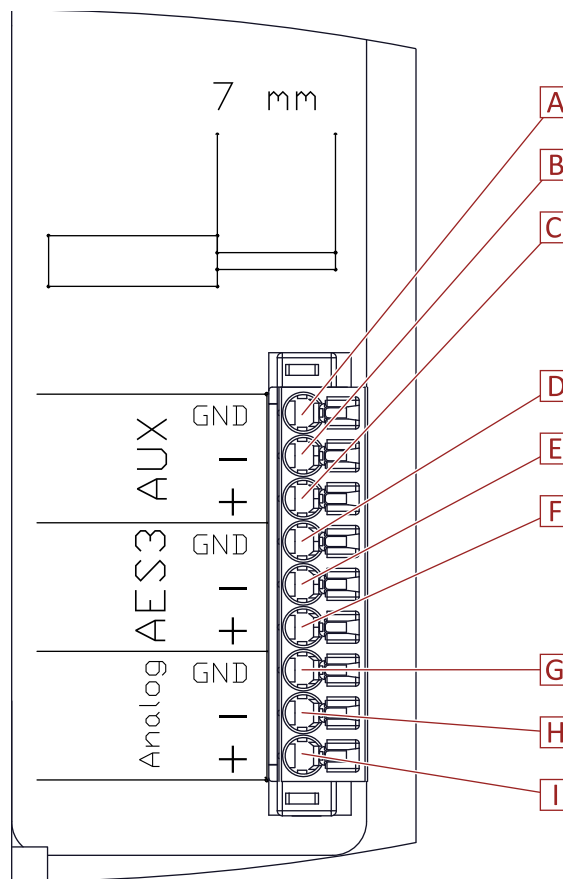 7 mm
A
B
C
AUX
GND
−
+
D
E
F
AES3
GND
−
+
G
H
I
Analog
GND
−
+